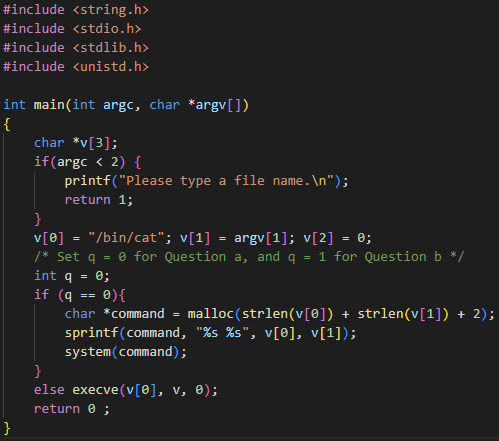 #include <string.h>
#include <stdio.h>
#include <stdlib.h>
#include <unistd.h>
int main(int argc, char *argv[])
{
char *v[3];
if(argc < 2) {
printf("Please type a file name.\n");
return 1;
}
v[0] = "/bin/cat"; v[1] = argv[1]; v[2] = 0;
/* Set q = 0 for Question a, and q = 1 for Question b */
int q = 0;
if (q == 0){
char *command = malloc(strlen(v[0]) + strlen(v[1]) + 2);
sprintf(command, "%s %s", v[0], v[1]);
system(command);
}
else execve(v[0], v, 0);
return 0 ;
}